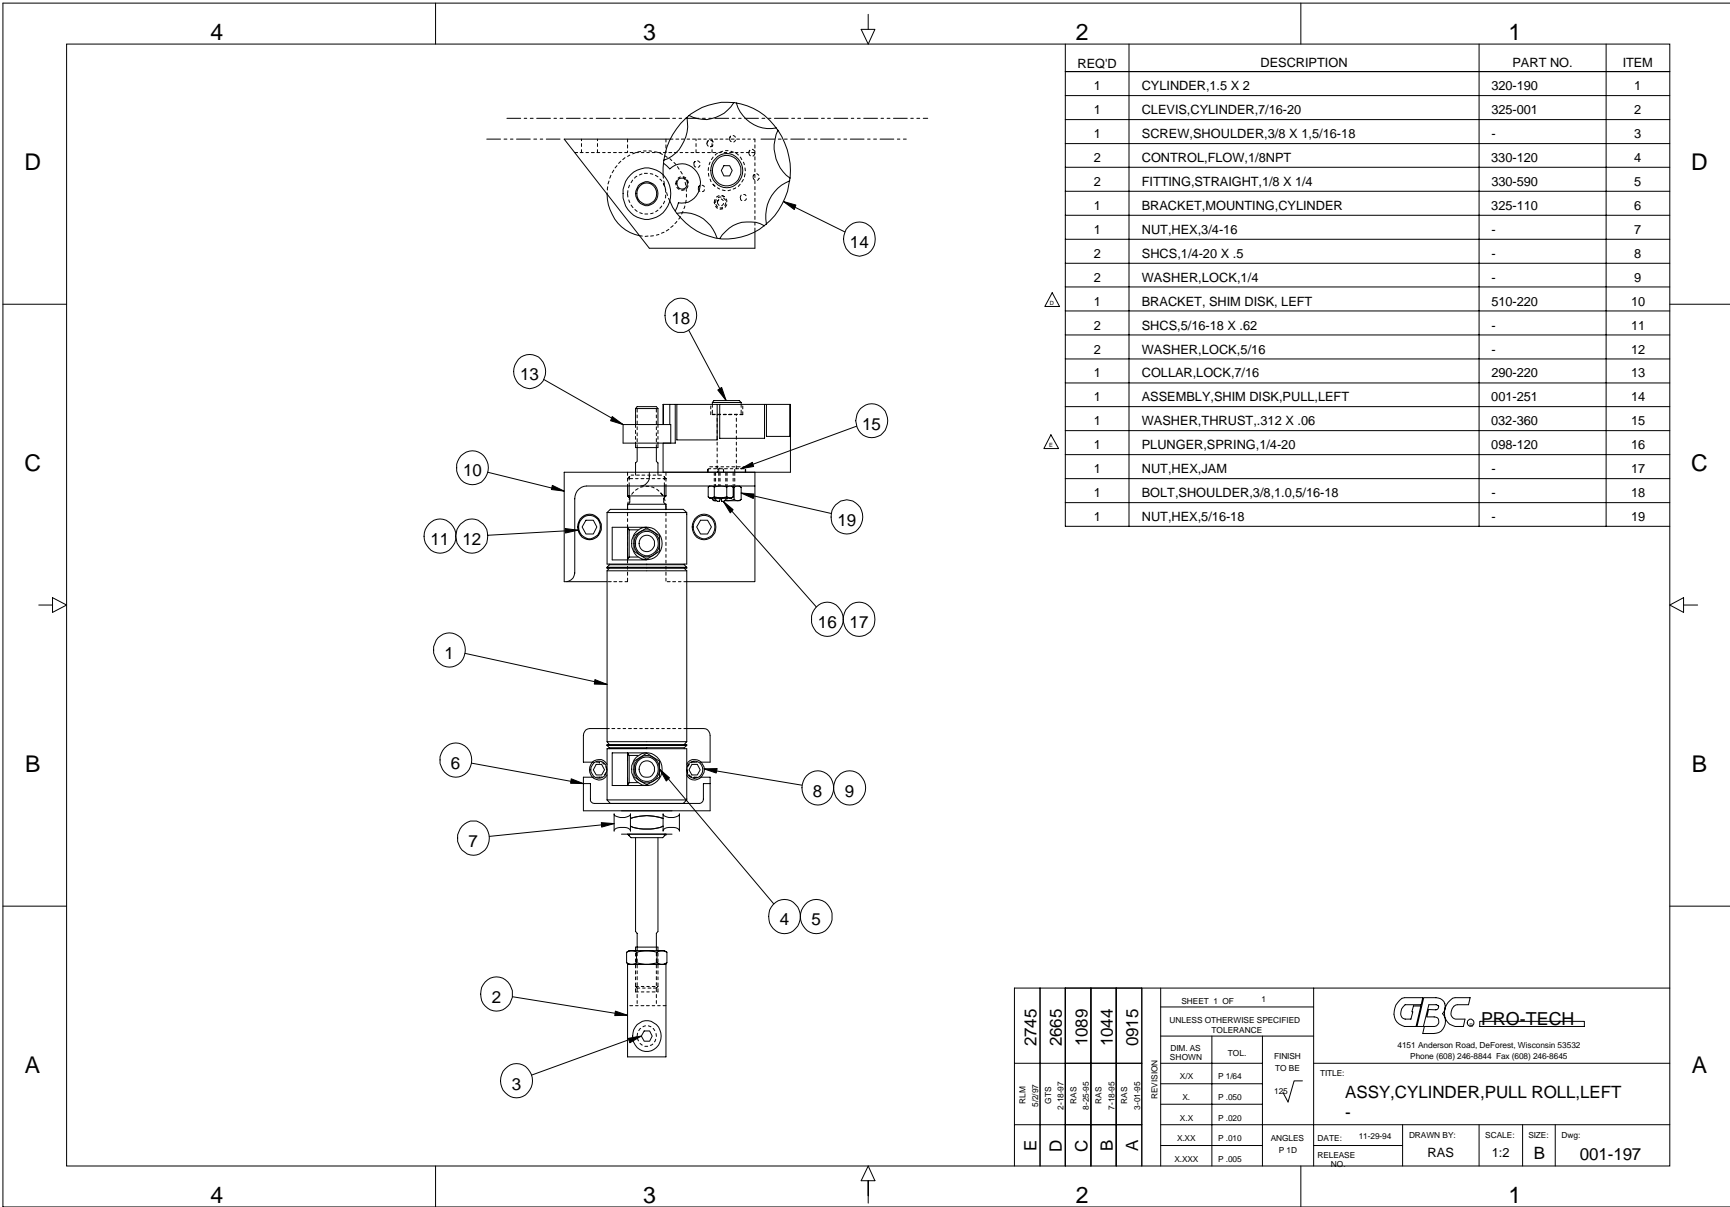 4 3 2 1
REQ'D DESCRIPTION PART NO. ITEM
1 CYLINDER,1.5 X 2 320-190 1
1 CLEVIS,CYLINDER,7/16-20 325-001 2
1 SCREW,SHOULDER,3/8 X 1,5/16-18 - 3
2 CONTROL,FLOW,1/8NPT 330-120 4
2 FITTING,STRAIGHT,1/8 X 1/4 330-590 5
1 BRACKET,MOUNTING,CYLINDER 325-110 6
1 NUT,HEX,3/4-16 - 7
2 SHCS,1/4-20 X .5 - 8
2 WASHER,LOCK,1/4 - 9
D 1 BRACKET, SHIM DISK, LEFT 510-220 10
2 SHCS,5/16-18 X .62 - 11
2 WASHER,LOCK,5/16 - 12
1 COLLAR,LOCK,7/16 290-220 13
1 ASSEMBLY,SHIM DISK,PULL,LEFT 001-251 14
1 WASHER,THRUST,.312 X .06 032-360 15
E 1 PLUNGER,SPRING,1/4-20 098-120 16
1 NUT,HEX,JAM - 17
1 BOLT,SHOULDER,3/8,1.0,5/16-18 - 18
1 NUT,HEX,5/16-18 - 19
D D
14
18
13
15
C C
10
19
11 12
16 17
1
B B
6
8 9
7
4 5
2
3
A A
2745 2665 1089 1044 0915
RLM 5/2/97 GTS 2-18-97 RAS 8-25-95 RAS 7-18-95 RAS 3-01-95
E D C B A
REVISION
SHEET 1 OF 1
UNLESS OTHERWISE SPECIFIED
TOLERANCE
DIM. AS SHOWN TOL.
X/X P 1/64
X. P .050
X.X P .020
X.XX P .010
X.XXX P .005
FINISH
TO BE
125
ANGLES
P 1D
GBC. PRO-TECH
4151 Anderson Road, DeForest, Wisconsin 53532
Phone (608) 246-8844 Fax (608) 246-8645
TITLE:
ASSY,CYLINDER,PULL ROLL,LEFT
-
DATE: 11-29-94
RELEASE NO.
DRAWN BY:
RAS
SCALE:
1:2
SIZE:
B
Dwg:
001-197
4 3 2 1